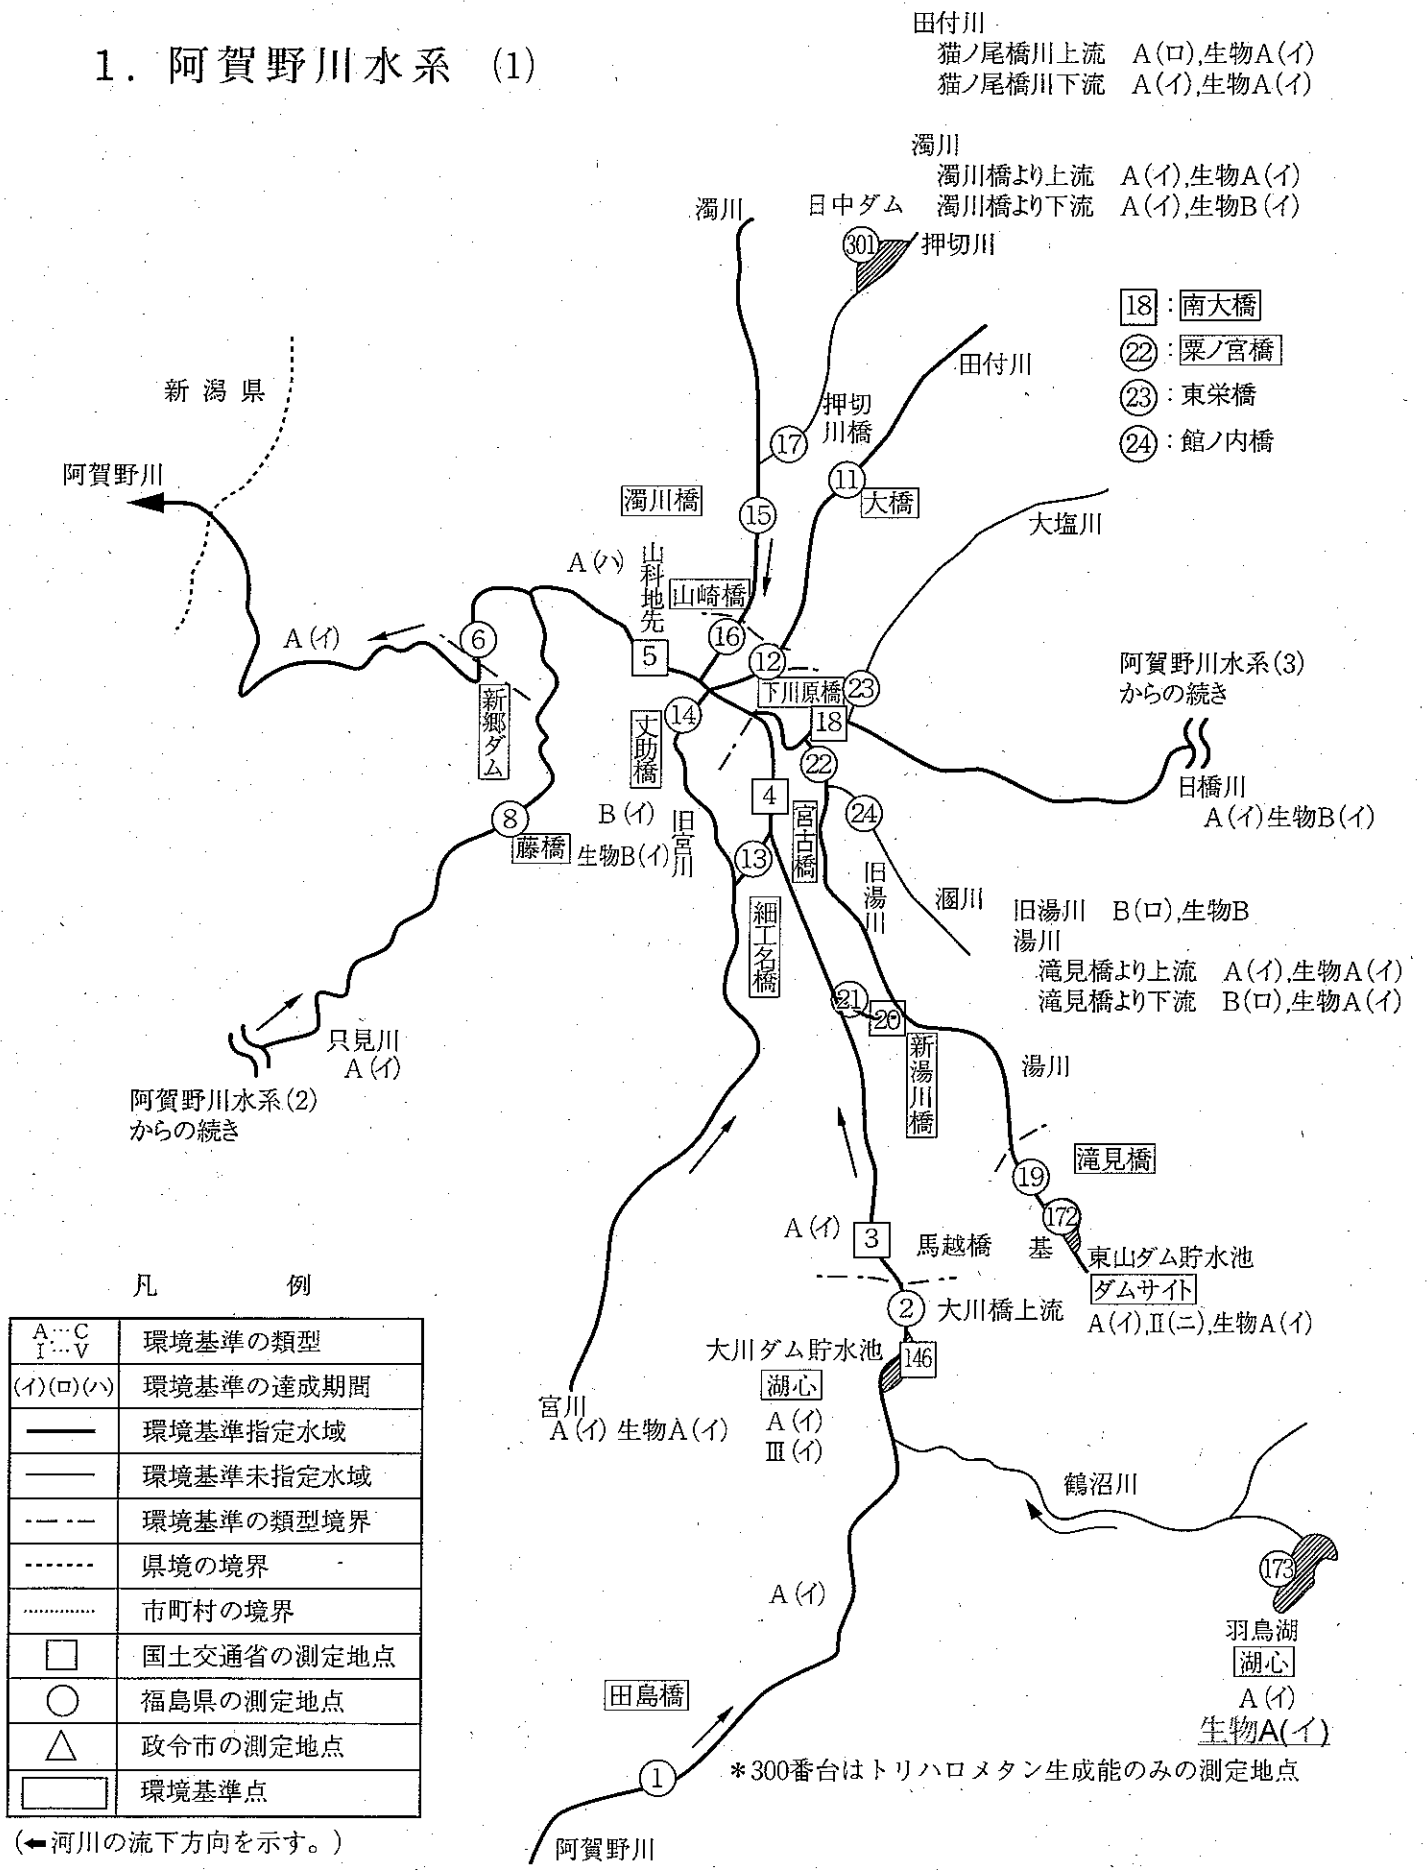 1. 阿賀野川水系 (1)
田付川
猫ノ尾橋川上流 A(ロ),生物A(イ)
猫ノ尾橋川下流 A(イ),生物A(イ)
濁川
濁川橋より上流 A(イ),生物A(イ)
濁川橋より下流 A(イ),生物B(イ)
濁川
日中ダム
301
押切川
18:南大橋
22:粟ノ宮橋
23:東栄橋
24:館ノ内橋
田付川
新潟県
押切
川橋
17
阿賀野川
11
大橋
濁川橋
15
大塩川
A(ハ)
山科地先
山崎橋
16
A(イ)
6
5
12
下川原橋
23
阿賀野川水系(3)
からの続き
新郷ダム
14
丈助橋
18
22
日橋川
A(イ)生物B(イ)
4
宮古橋
24
8
藤橋
B(イ)
生物B(イ)
旧宮川
13
細工名橋
旧湯川
溷川
旧湯川 B(ロ),生物B
湯川
滝見橋より上流 A(イ),生物A(イ)
滝見橋より下流 B(ロ),生物A(イ)
21
20
新湯川橋
只見川
A(イ)
阿賀野川水系(2)
からの続き
湯川
滝見橋
19
172
基
東山ダム貯水池
ダムサイト
A(イ),Ⅱ(ニ),生物A(イ)
A(イ)
3
馬越橋
2
大川橋上流
大川ダム貯水池
146
湖心
A(イ)
Ⅲ(イ)
宮川
A(イ) 生物A(イ)
鶴沼川
173
羽鳥湖
湖心
A(イ)
生物A(イ)
A(イ)
田島橋
1
阿賀野川
*300番台はトリハロメタン生成能のみの測定地点
凡 例
A…C
I…V
環境基準の類型
(イ)(ロ)(ハ) 環境基準の達成期間
環境基準指定水域
環境基準未指定水域
環境基準の類型境界
県境の境界
市町村の境界
国土交通省の測定地点
福島県の測定地点
政令市の測定地点
環境基準点
(←河川の流下方向を示す。)